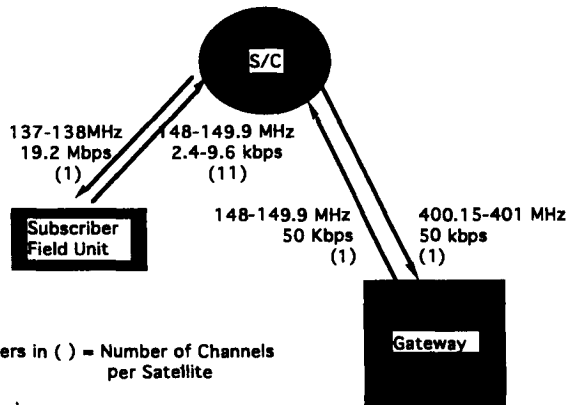 S/C
137-138MHz
19.2 Mbps
(1)
148-149.9 MHz
2.4-9.6 kbps
(11)
Subscriber
Field Unit
148-149.9 MHz
50 Kbps
(1)
400.15-401 MHz
50 kbps
(1)
Gateway
ers in ( ) = Number of Channels
per Satellite